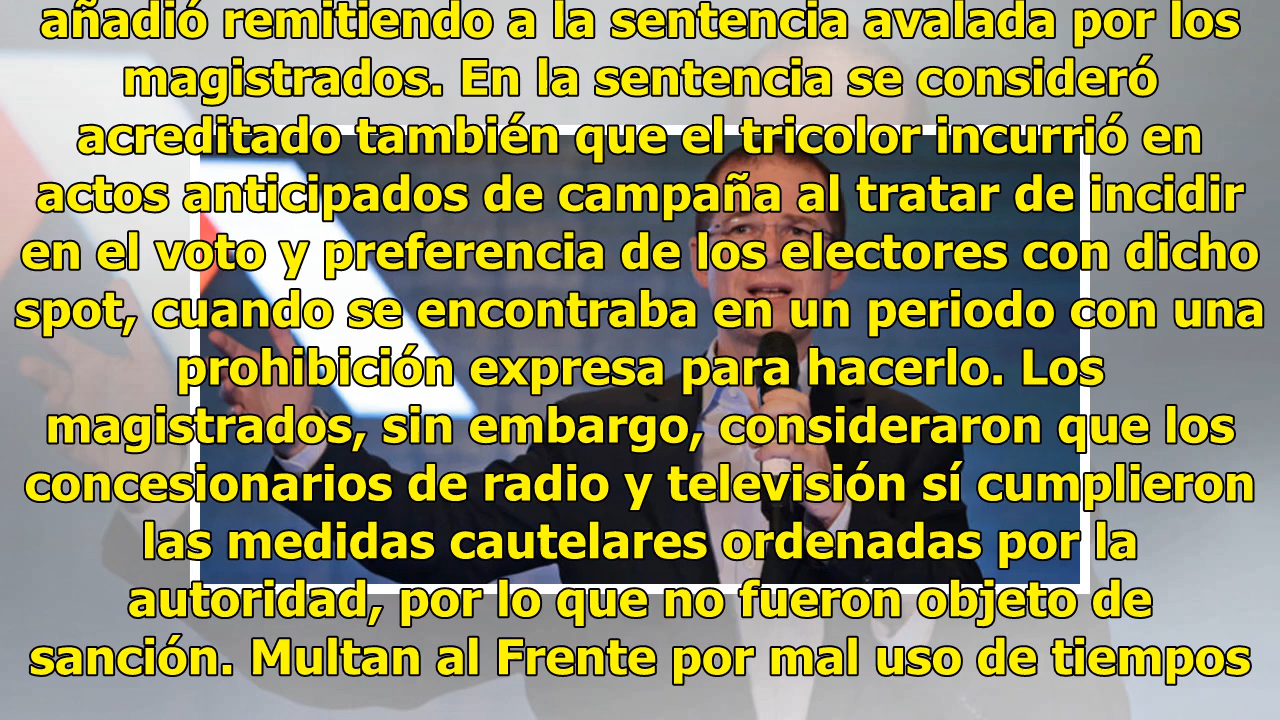 añadió remitiendo a la sentencia avalada por los
magistrados. En la sentencia se consideró
acreditado también que el tricolor incurrió en
actos anticipados de campaña al tratar de incidir
en el voto y preferencia de los electores con dicho
spot, cuando se encontraba en un periodo con una
prohibición expresa para hacerlo. Los
magistrados, sin embargo, consideraron que los
concesionarios de radio y televisión sí cumplieron
las medidas cautelares ordenadas por la
autoridad, por lo que no fueron objeto de
sanción. Multan al Frente por mal uso de tiempos